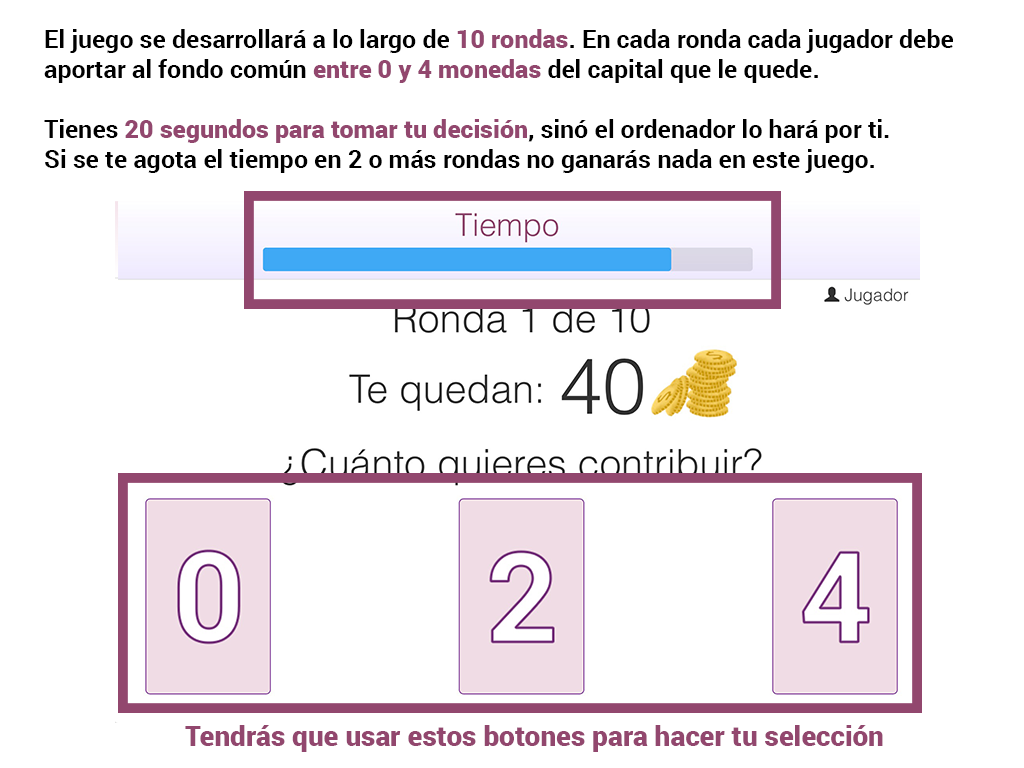 El juego se desarrollará a lo largo de 10 rondas. En cada ronda cada jugador debe
aportar al fondo común entre 0 y 4 monedas del capital que le quede.
Tienes 20 segundos para tomar tu decisión, sinó el ordenador lo hará por ti.
Si se te agota el tiempo en 2 o más rondas no ganarás nada en este juego.
Tiempo
Jugador
Ronda 1 de 10
Te quedan: 40
¿Cuánto quieres contribuir?
0 2 4
Tendrás que usar estos botones para hacer tu selección